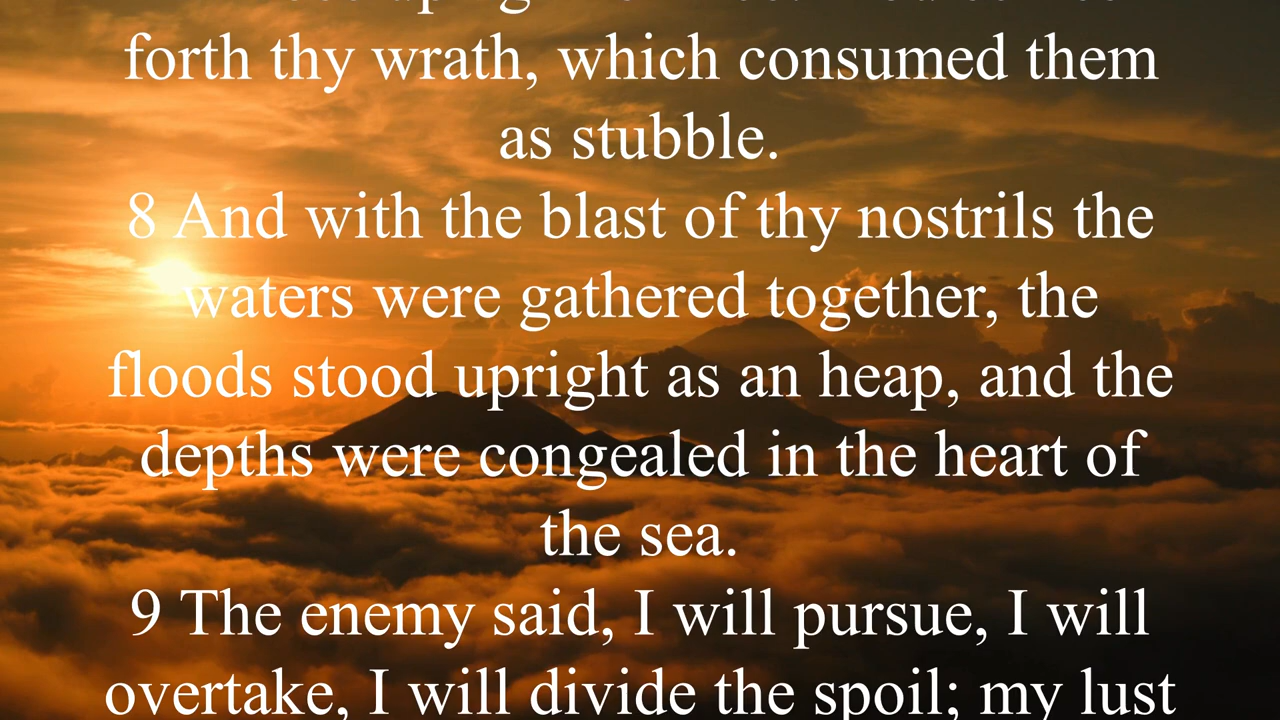 forth thy wrath, which consumed them
as stubble.
8 And with the blast of thy nostrils the
waters were gathered together, the
floods stood upright as an heap, and the
depths were congealed in the heart of
the sea.
9 The enemy said, I will pursue, I will
overtake, I will divide the spoil; my lust